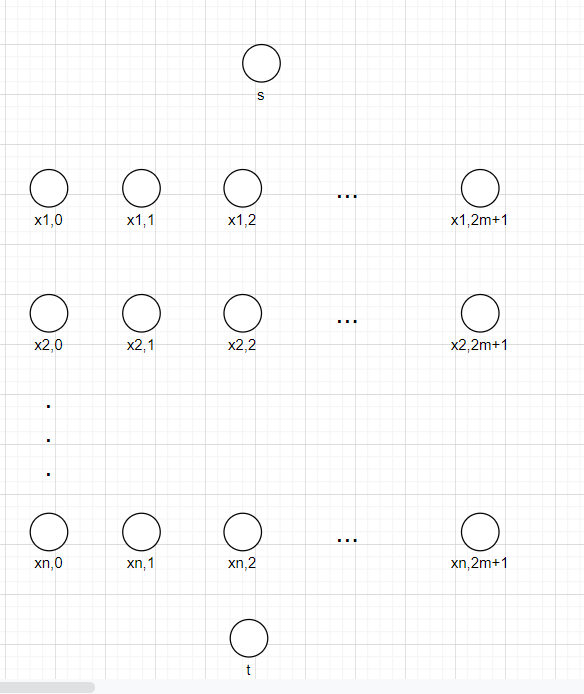 s
...
x1,0 x1,1 x1,2 x1,2m+1
...
x2,0 x2,1 x2,2 x2,2m+1
.
.
.
...
xn,0 xn,1 xn,2 xn,2m+1
t